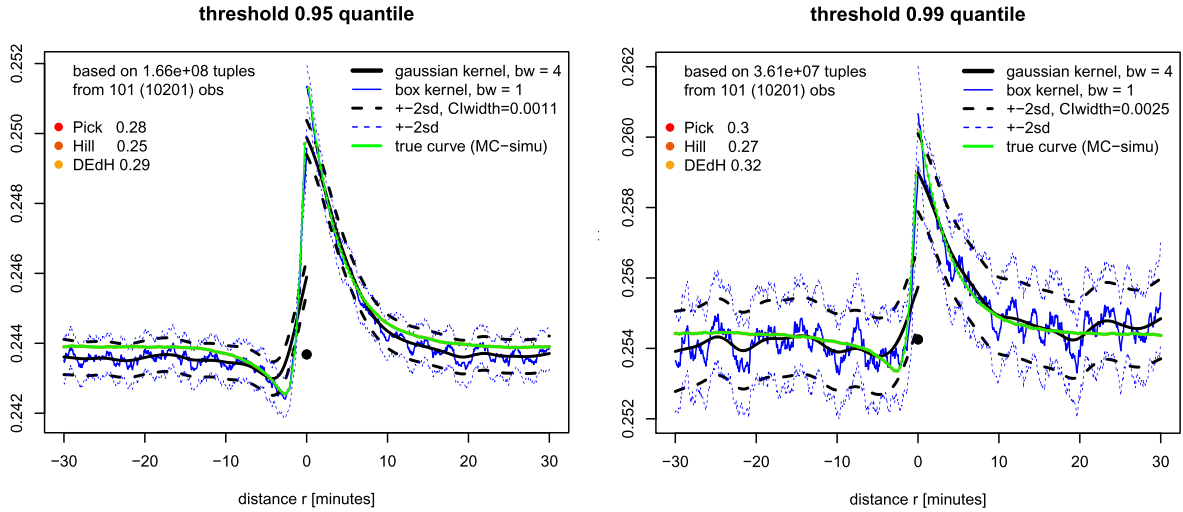 threshold 0.95 quantile
based on 1.66e+08 tuples
from 101 (10201) obs
Pick 0.28
Hill 0.25
DEdH 0.29
gaussian kernel, bw = 4
box kernel, bw = 1
+−2sd, CIwidth=0.0011
+−2sd
true curve (MC−simu)
0.252
0.250
0.248
0.246
0.244
0.242
−30 −20 −10 0 10 20 30
distance r [minutes]
threshold 0.99 quantile
based on 3.61e+07 tuples
from 101 (10201) obs
Pick 0.3
Hill 0.27
DEdH 0.32
gaussian kernel, bw = 4
box kernel, bw = 1
+−2sd, CIwidth=0.0025
+−2sd
true curve (MC−simu)
0.262
0.260
0.258
0.256
0.254
0.252
−30 −20 −10 0 10 20 30
distance r [minutes]